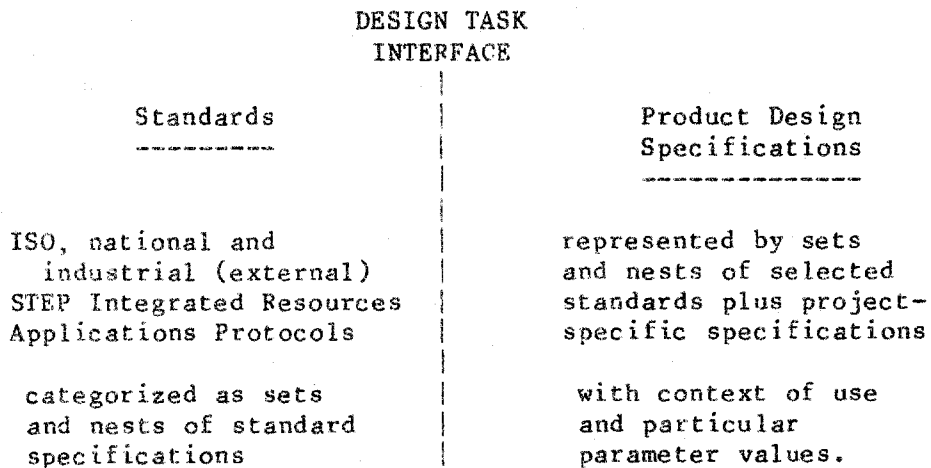 DESIGN TASK
INTERFACE
Standards
Product Design
Specifications
ISO, national and
industrial (external)
STEP Integrated Resources
Applications Protocols
categorized as sets
and nests of standard
specifications
represented by sets
and nests of selected
standards plus project-
specific specifications
with context of use
and particular
parameter values.